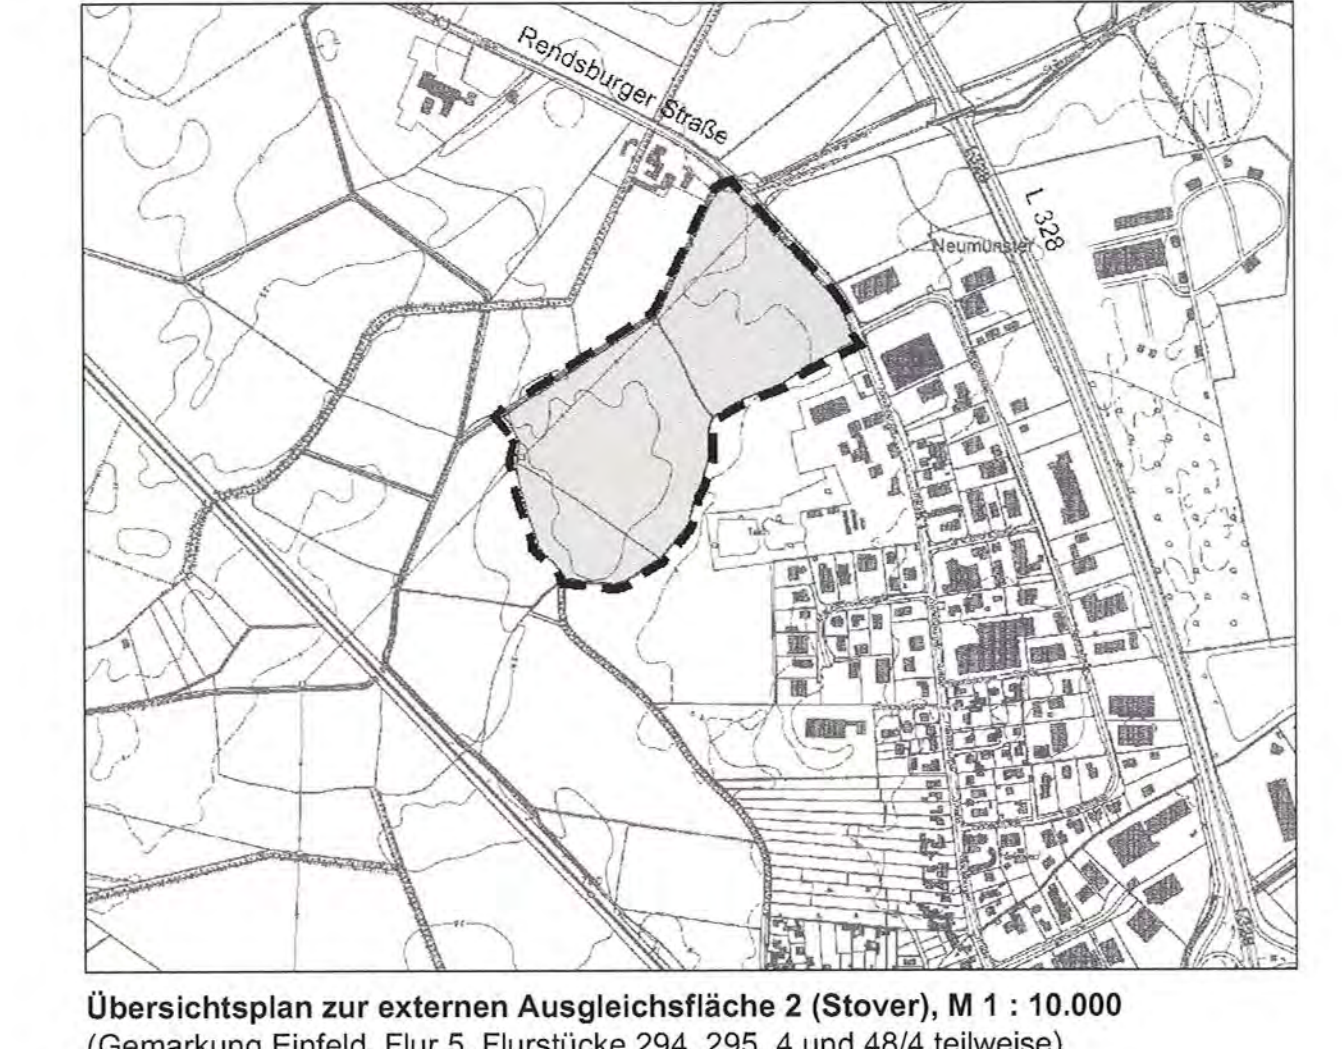 Rendsburger Straße
L 328
Neumünster
Teich
N
Übersichtsplan zur externen Ausgleichsfläche 2 (Stover), M 1 : 10.000
(Gemarkung Einfeld, Flur 5, Flurstücke 294, 295, 4 und 48/4 teilweise)